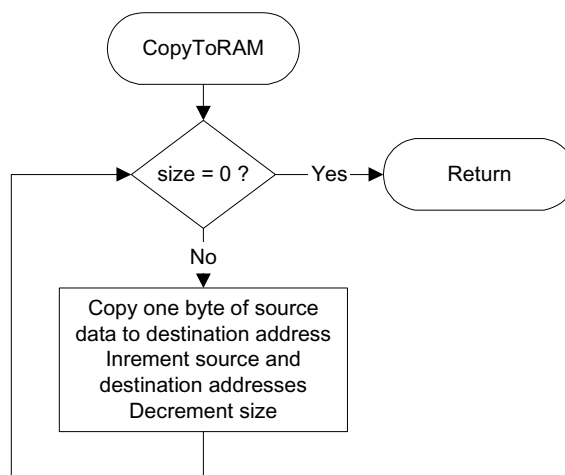 CopyToRAM
size = 0 ?
Yes
Return
No
Copy one byte of source
data to destination address
Inrement source and
destination addresses
Decrement size